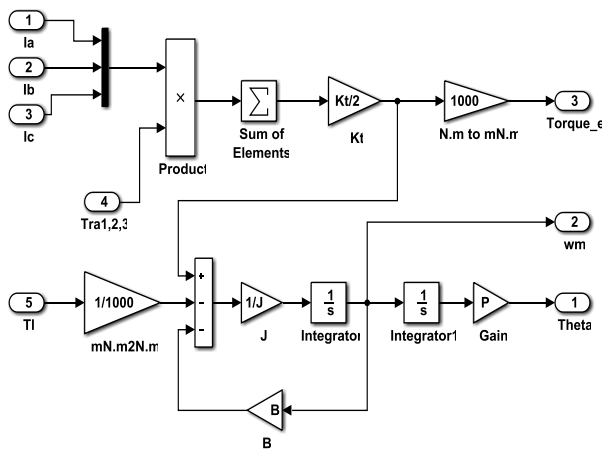 1
Ia
2
Ib
3
Ic
×
Product
4
Tra1,2,3
Σ
Sum of
Elements
Kt/2
Kt
1000
N.m to mN.m
3
Torque_e
2
wm
5
Tl
1/1000
mN.m2N.m
+
-
-
1/J
J
1
s
Integrator
1
s
Integrator1
P
Gain
1
Theta
B
B